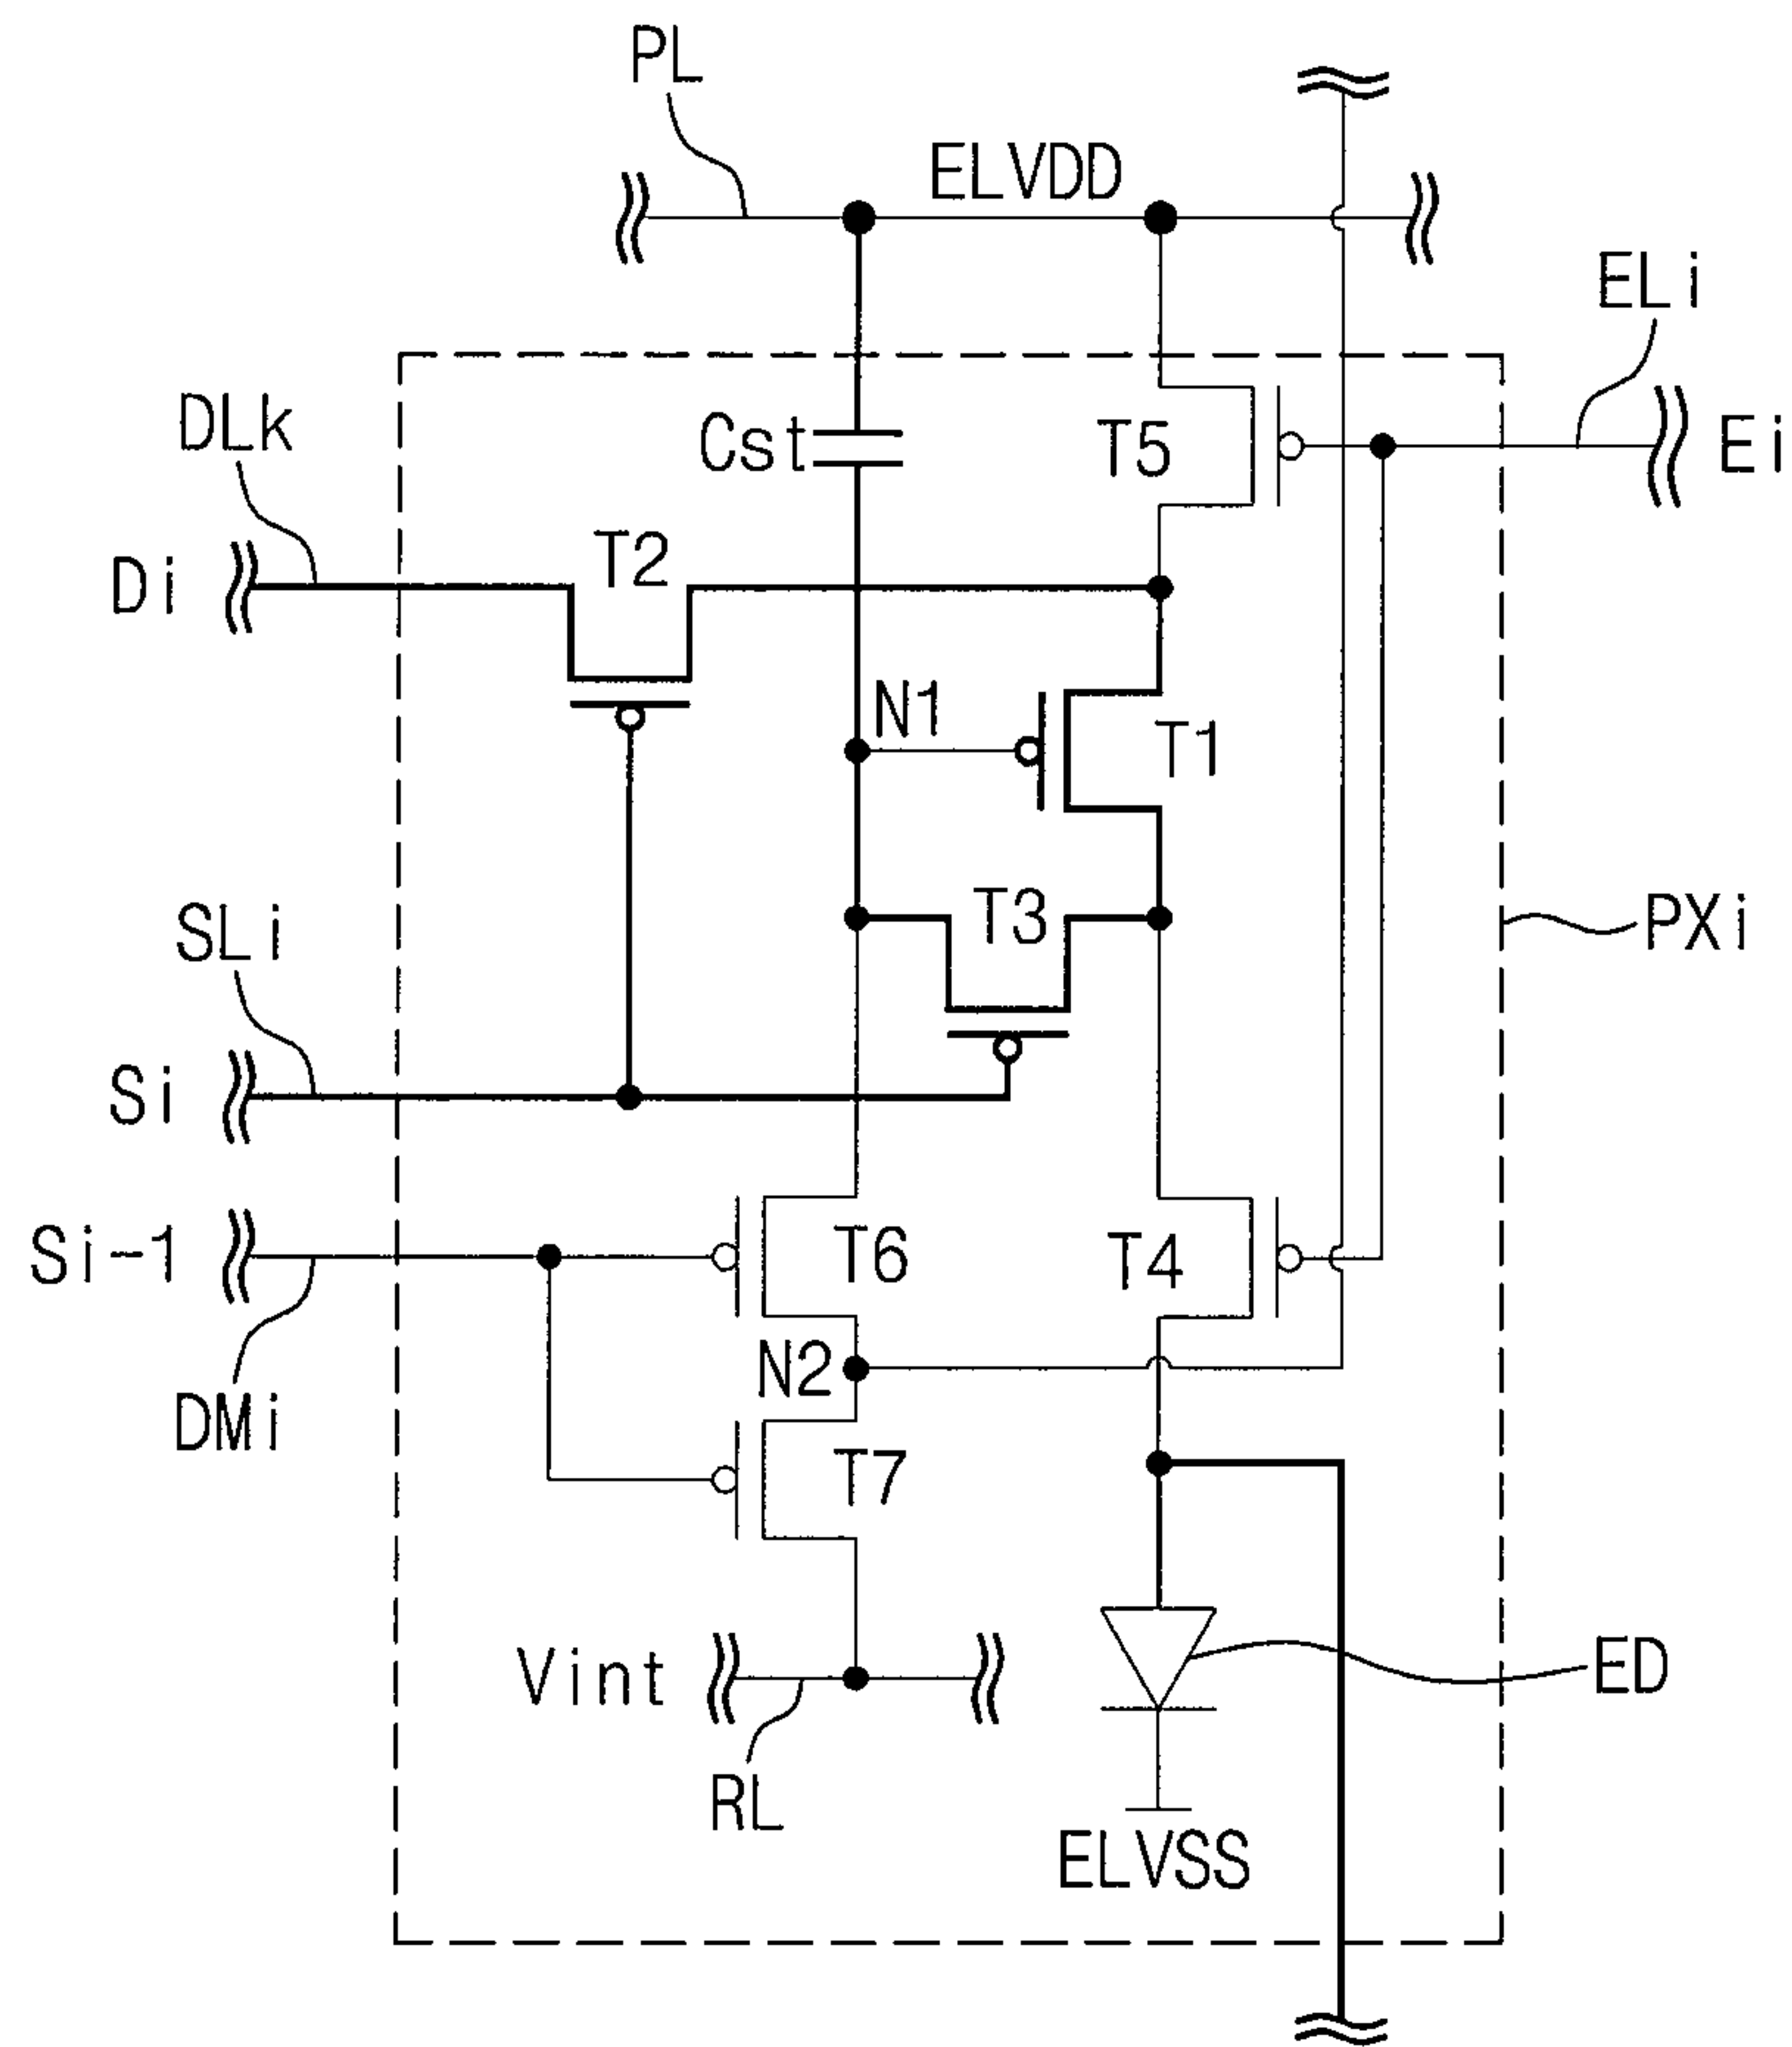 PL
ELVDD
ELi
DLk
Cst
T5
Ei
T2
Di
N1
T1
T3
SLi
PXi
Si
Si-1
T6
T4
N2
DMi
T7
Vint
ED
RL
ELVSS